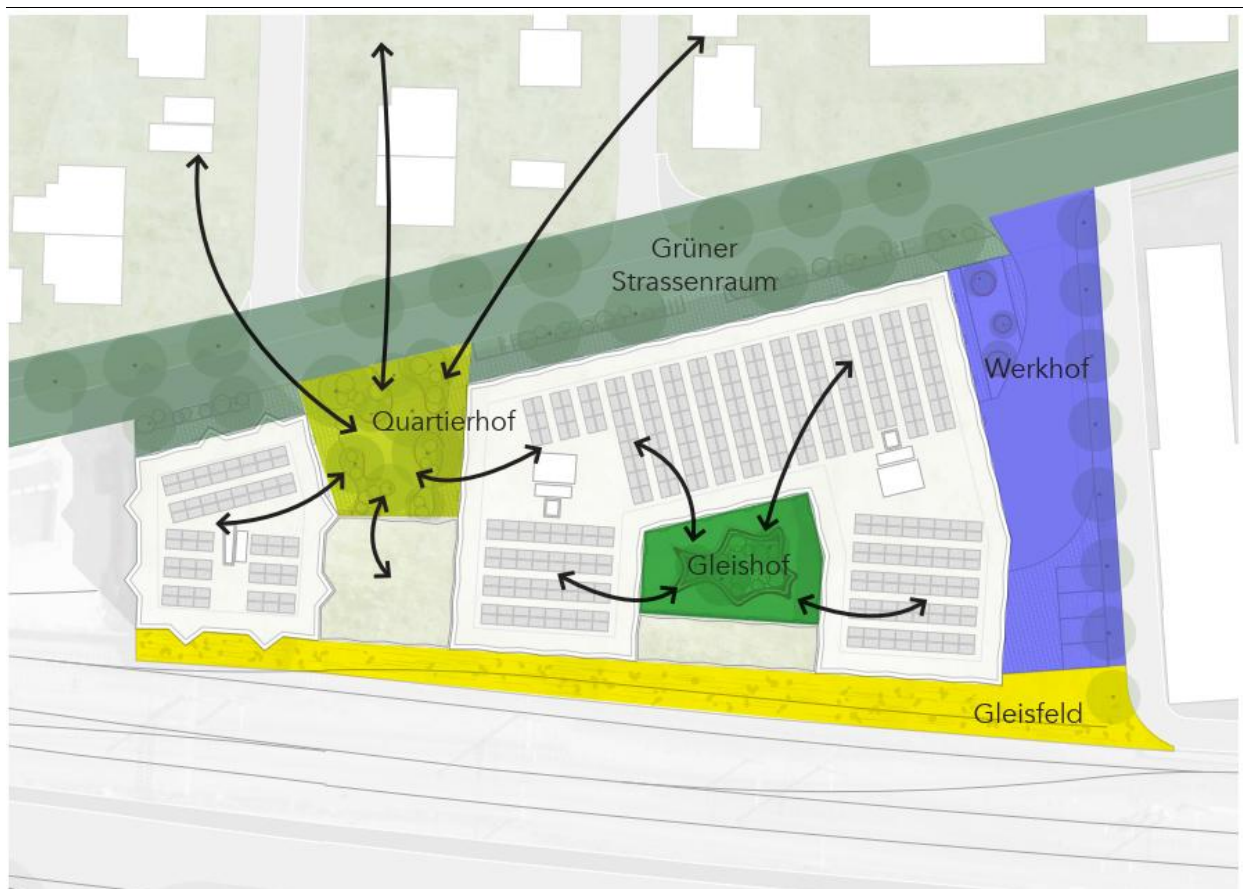 Grüner
Strassenraum
Werkhof
Quartierhof
Gleishof
Gleisfeld